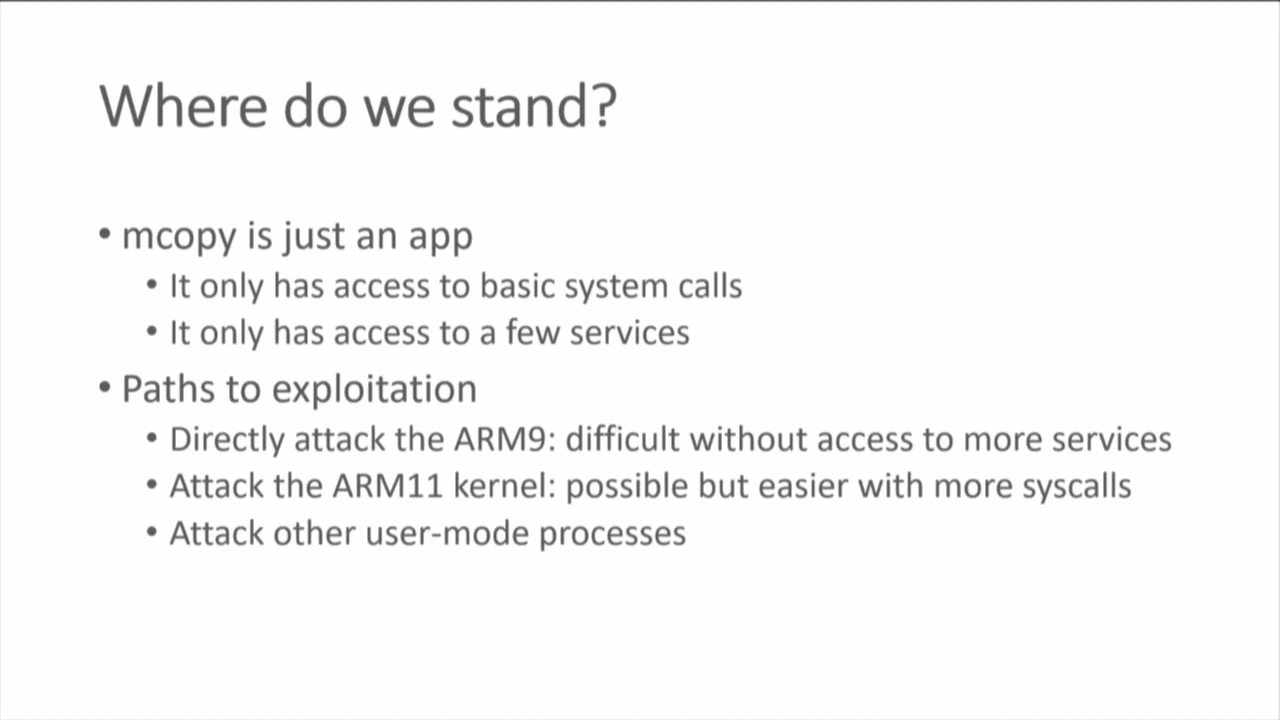 Where do we stand?
• mcopy is just an app
• It only has access to basic system calls
• It only has access to a few services
• Paths to exploitation
• Directly attack the ARM9: difficult without access to more services
• Attack the ARM11 kernel: possible but easier with more syscalls
• Attack other user-mode processes